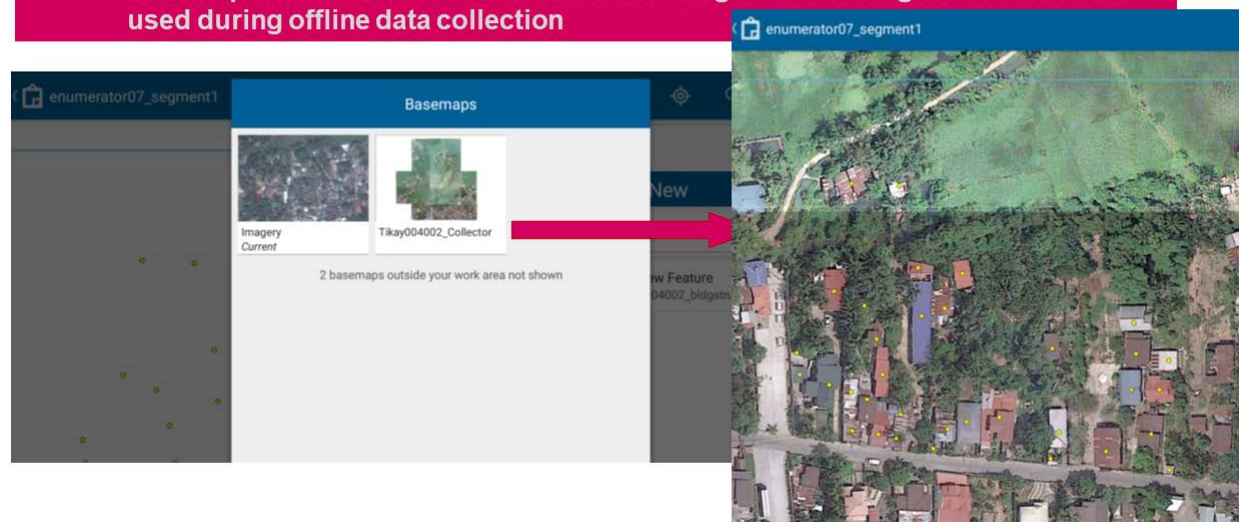 used during offline data collection
enumerator07_segment1
enumerator07_segment1
Basemaps
New
Imagery
Current
Tikay004002_Collector
2 basemaps outside your work area not shown
Feature